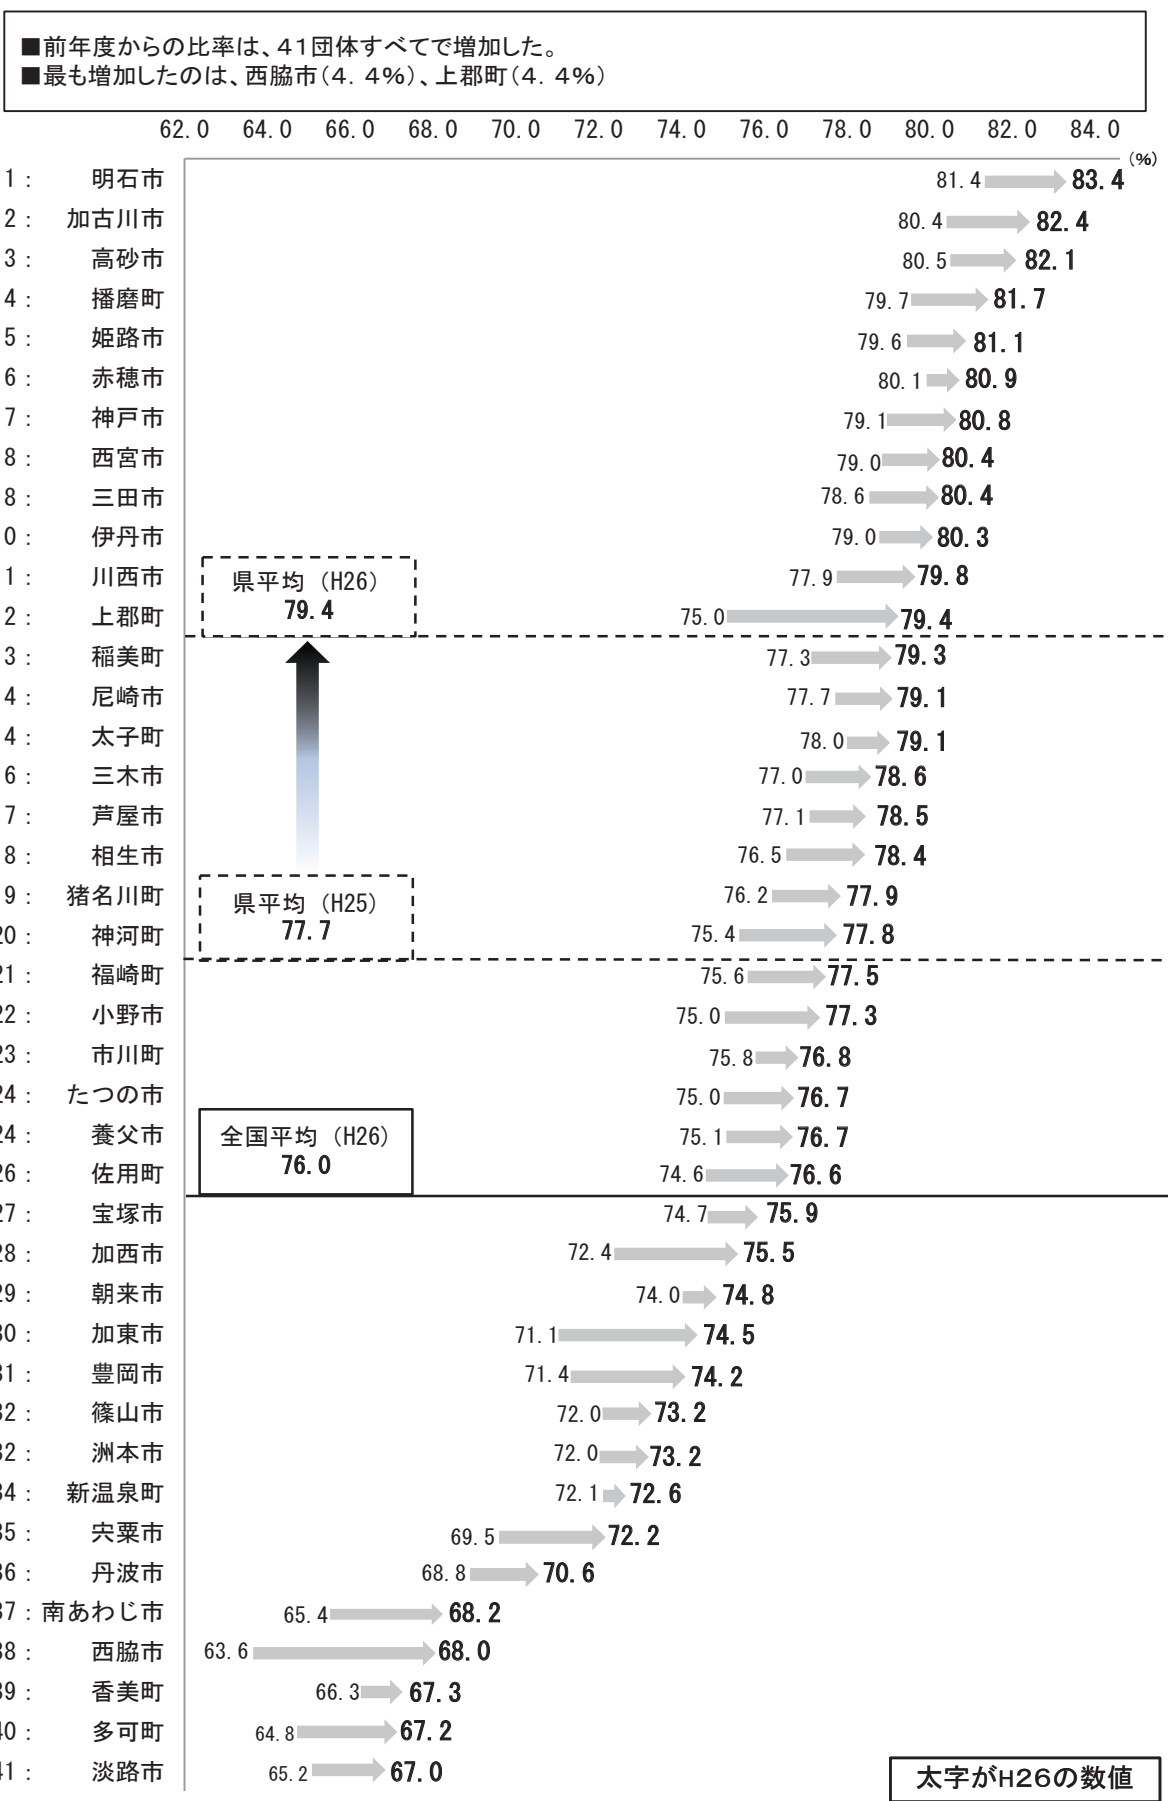 ■前年度からの比率は、41団体すべてで増加した。
■最も増加したのは、西脇市(4.4%)、上郡町(4.4%)
62.0 64.0 66.0 68.0 70.0 72.0 74.0 76.0 78.0 80.0 82.0 84.0
(%)
1: 明石市 81.4 83.4
2: 加古川市 80.4 82.4
3: 高砂市 80.5 82.1
4: 播磨町 79.7 81.7
5: 姫路市 79.6 81.1
6: 赤穂市 80.1 80.9
7: 神戸市 79.1 80.8
8: 西宮市 79.0 80.4
8: 三田市 78.6 80.4
0: 伊丹市 79.0 80.3
1: 川西市 77.9 79.8
県平均(H26)
79.4
2: 上郡町 75.0 79.4
3: 稲美町 77.3 79.3
4: 尼崎市 77.7 79.1
4: 太子町 78.0 79.1
6: 三木市 77.0 78.6
7: 芦屋市 77.1 78.5
8: 相生市 76.5 78.4
9: 猪名川町 76.2 77.9
県平均(H25)
77.7
20: 神河町 75.4 77.8
21: 福崎町 75.6 77.5
22: 小野市 75.0 77.3
23: 市川町 75.8 76.8
24: たつの市 75.0 76.7
24: 養父市 75.1 76.7
全国平均(H26)
76.0
26: 佐用町 74.6 76.6
27: 宝塚市 74.7 75.9
28: 加西市 72.4 75.5
29: 朝来市 74.0 74.8
30: 加東市 71.1 74.5
31: 豊岡市 71.4 74.2
32: 篠山市 72.0 73.2
32: 洲本市 72.0 73.2
34: 新温泉町 72.1 72.6
35: 宍粟市 69.5 72.2
36: 丹波市 68.8 70.6
37: 南あわじ市 65.4 68.2
38: 西脇市 63.6 68.0
39: 香美町 66.3 67.3
40: 多可町 64.8 67.2
41: 淡路市 65.2 67.0
太字がH26の数値